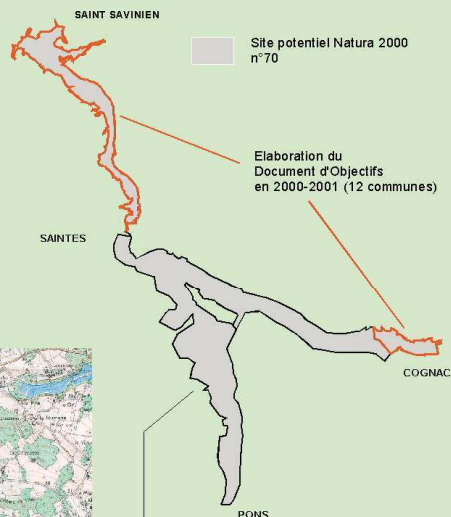 SAINT SAVINIEN
Site potentiel Natura 2000
n°70
Elaboration du
Document d'Objectifs
en 2000-2001 (12 communes)
SAINTES
COGNAC
PONS